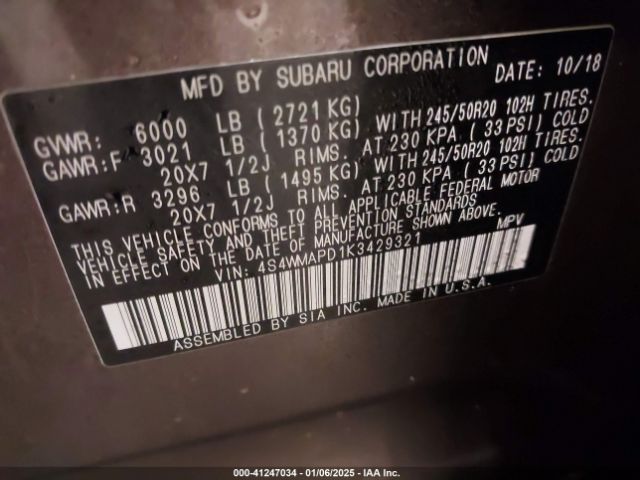 MFD BY SUBARU CORPORATION DATE: 10/18
GVWR: 6000 LB (2721 KG)
GAWR:F 3021 LB (1370 KG) WITH 245/50R20 102H TIRES.
20X7 1/2J RIMS. AT 230 KPA (33 PSI) COLD
GAWR:R 3296 LB (1495 KG) WITH 245/50R20 102H TIRES.
20X7 1/2J RIMS. AT 230 KPA (33 PSI) COLD
THIS VEHICLE CONFORMS TO ALL APPLICABLE FEDERAL MOTOR
VEHICLE SAFETY AND THEFT PREVENTION STANDARDS
IN EFFECT ON THE DATE OF MANUFACTURE SHOWN ABOVE.
VIN: 4S4WMAPD1K3429321 MPV
ASSEMBLED BY SIA INC. MADE IN U.S.A.
000-41247034 - 01/06/2025 - IAA Inc.